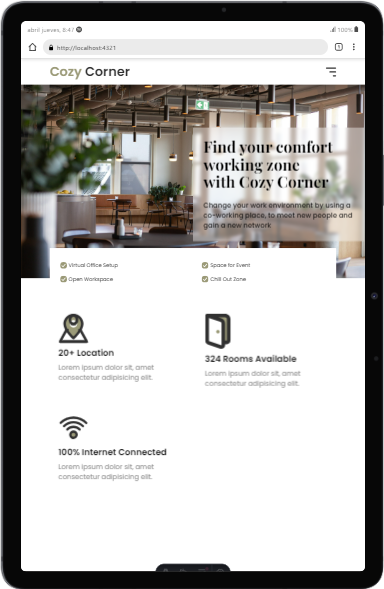 abril jueves, 8:47
100%
http://localhost:4321
1
Cozy Corner
Find your comfort
working zone
with Cozy Corner
Change your work environment by using a
co-working place, to meet new people and
gain a new network
Virtual Office Setup
Space for Event
Open Workspace
Chill Out Zone
20+ Location
Lorem ipsum dolor sit, amet
consectetur adipisicing elit.
324 Rooms Available
Lorem ipsum dolor sit, amet
consectetur adipisicing elit.
100% Internet Connected
Lorem ipsum dolor sit, amet
consectetur adipisicing elit.